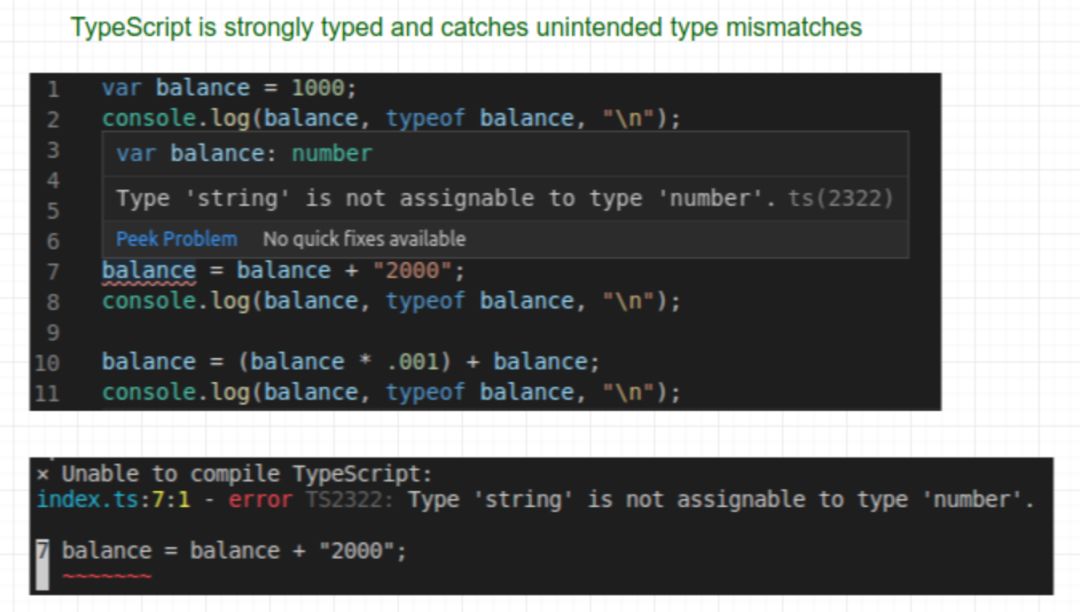 TypeScript is strongly typed and catches unintended type mismatches
1 var balance = 1000;
2 console.log(balance, typeof balance, "\n");
3 var balance: number
4 Type 'string' is not assignable to type 'number'. ts(2322)
5
6 Peek Problem No quick fixes available
7 balance = balance + "2000";
8 console.log(balance, typeof balance, "\n");
9
10 balance = (balance * .001) + balance;
11 console.log(balance, typeof balance, "\n");
× Unable to compile TypeScript:
index.ts:7:1 - error TS2322: Type 'string' is not assignable to type 'number'.
7 balance = balance + "2000";
~~~~~~~